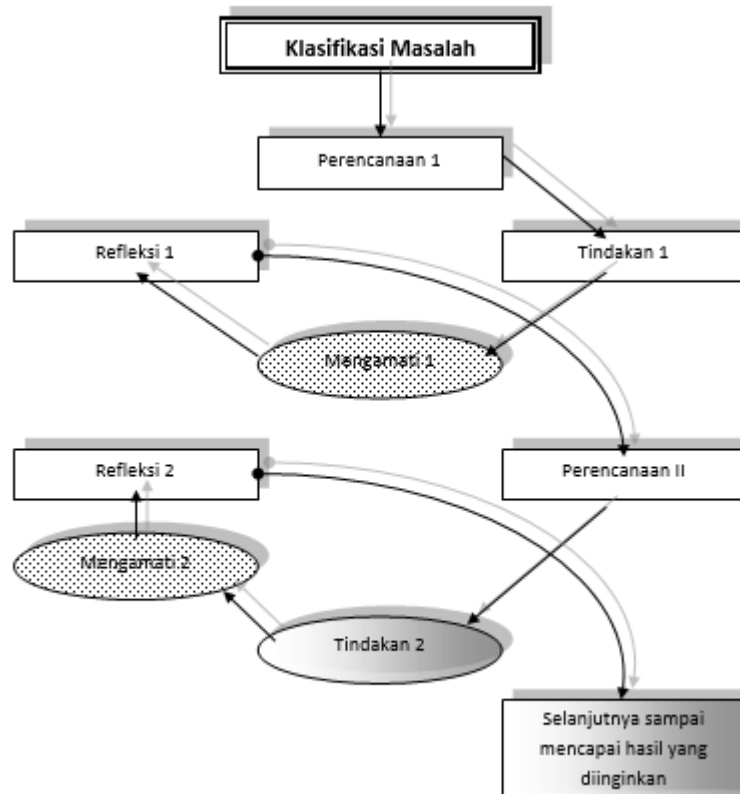 Klasifikasi Masalah
Perencanaan 1
Refleksi 1
Tindakan 1
Mengamati 1
Refleksi 2
Perencanaan II
Mengamati 2
Tindakan 2
Selanjutnya sampai
mencapai hasil yang
diinginkan